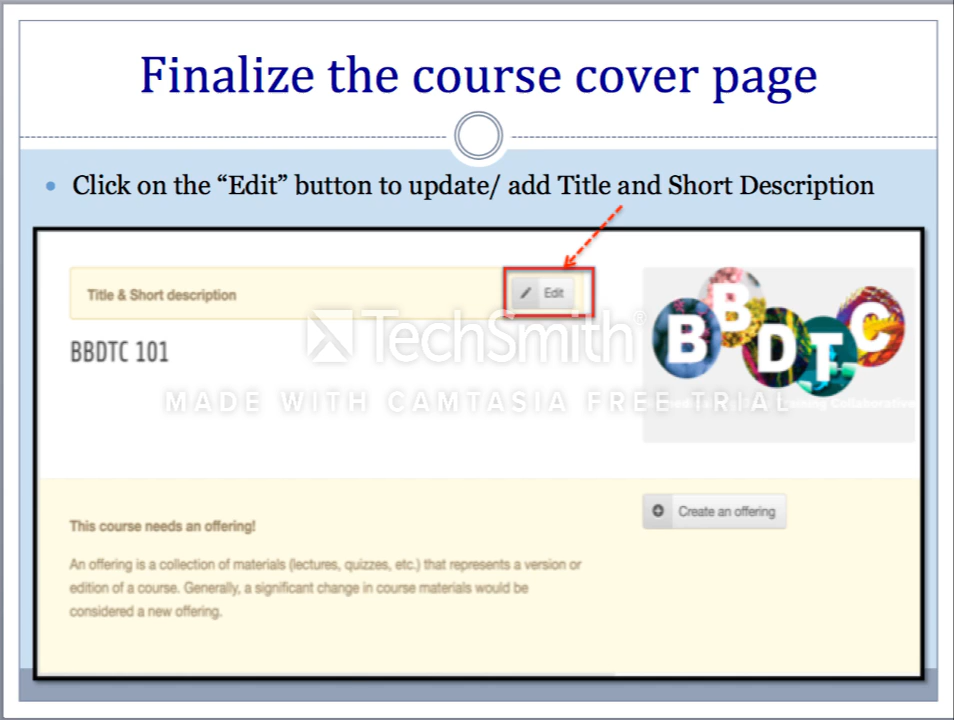 Finalize the course cover page
• Click on the “Edit” button to update/ add Title and Short Description
Title & Short description
Edit
BBDTC
TechSmith®
BBDTC 101
MADE WITH CAMTASIA FREE TRIAL
Collaborative
This course needs an offering!
Create an offering
An offering is a collection of materials (lectures, quizzes, etc.) that represents a version or
edition of a course. Generally, a significant change in course materials would be
considered a new offering.